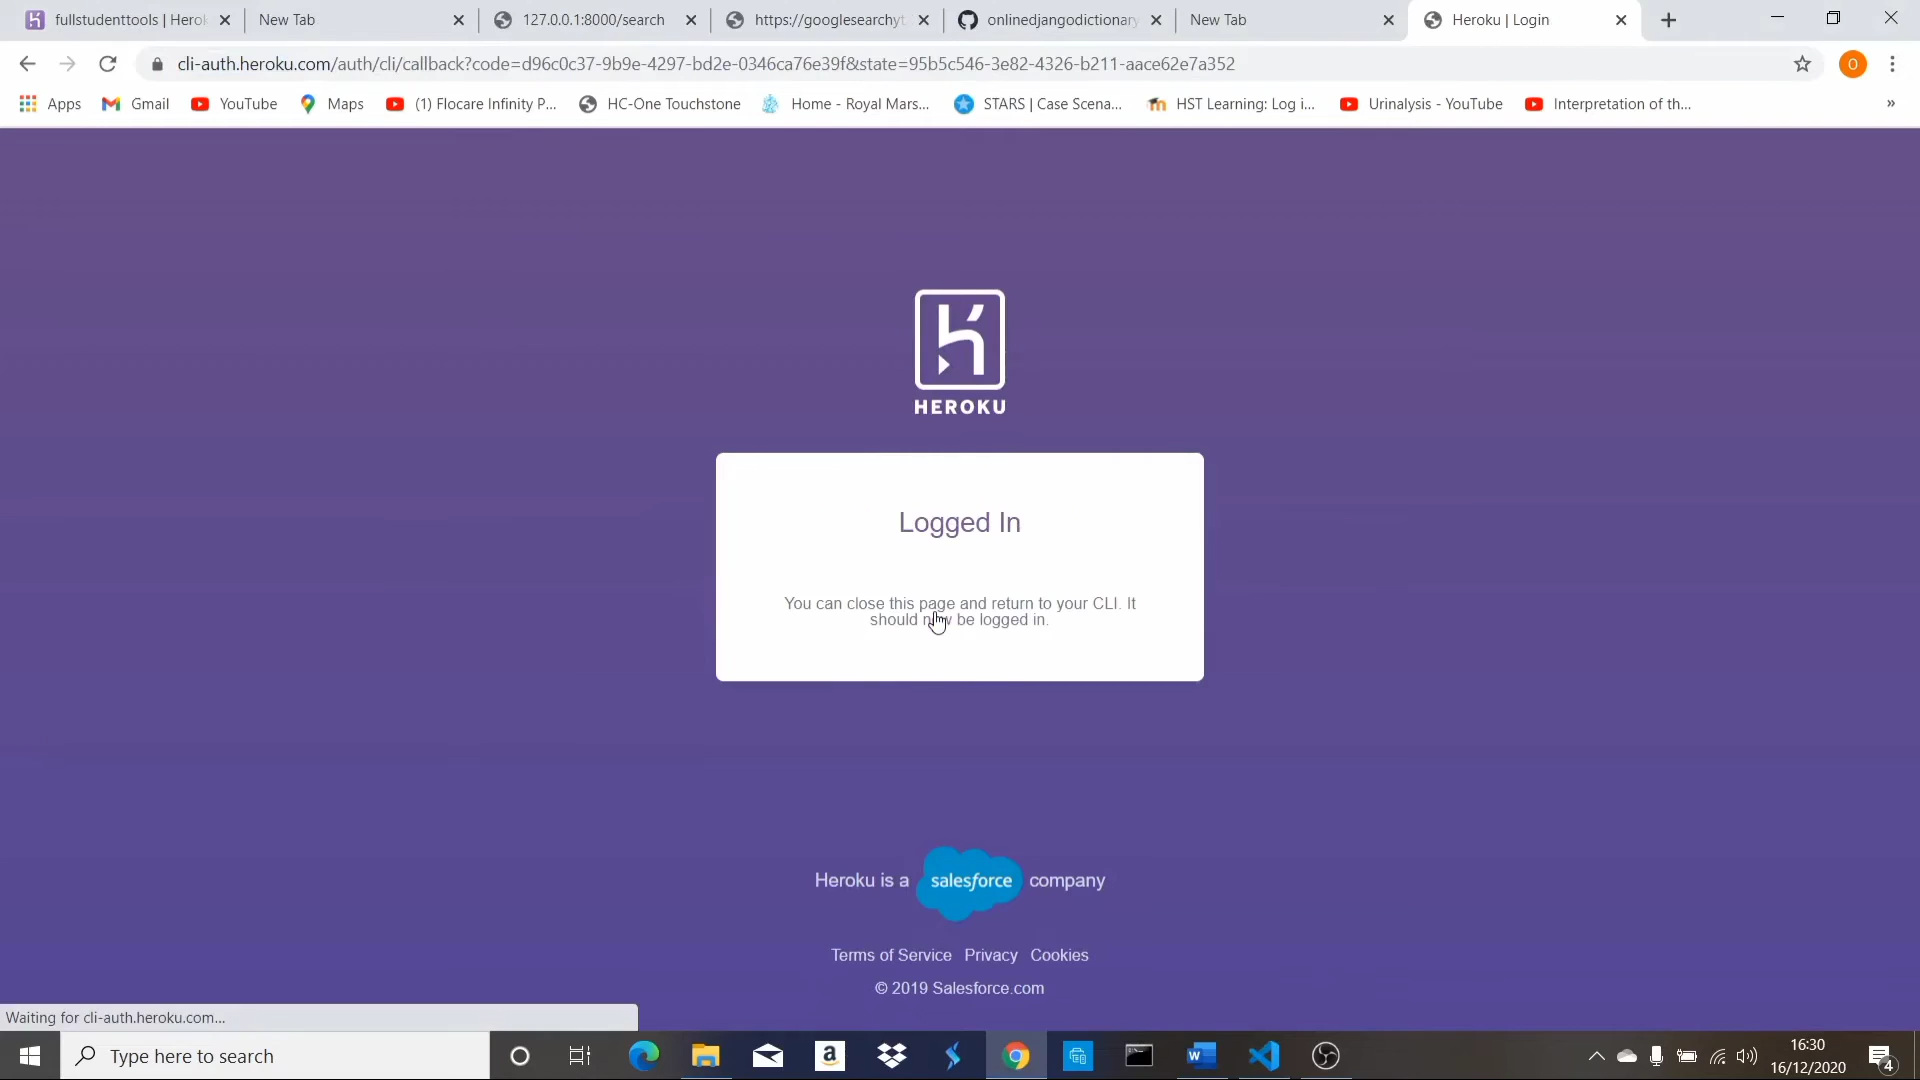 fullstudenttools | Herok
New Tab
127.0.0.1:8000/search
https://googlesearchyt
onlinedjangodictionary
New Tab
Heroku | Login
cli-auth.heroku.com/auth/cli/callback?code=d96c0c37-9b9e-4297-bd2e-0346ca76e39f&state=95b5c546-3e82-4326-b211-aace62e7a352
O
Apps
Gmail
YouTube
Maps
(1) Flocare Infinity P...
HC-One Touchstone
Home - Royal Mars...
STARS | Case Scena...
HST Learning: Log i...
Urinalysis - YouTube
Interpretation of th...
»
HEROKU
Logged In
You can close this page and return to your CLI. It
should now be logged in.
Heroku is a salesforce company
Terms of Service Privacy Cookies
© 2019 Salesforce.com
Waiting for cli-auth.heroku.com...
Type here to search
16:30
16/12/2020
4